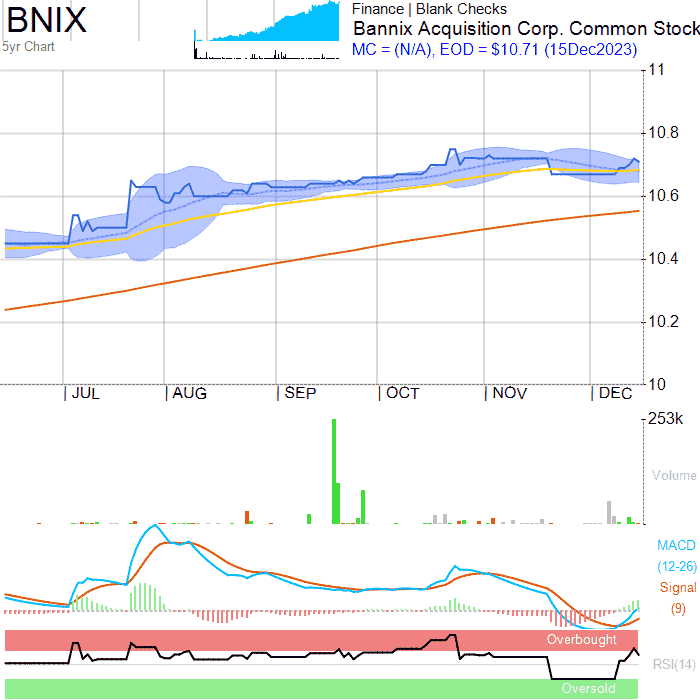 BNIX
5yr Chart
Finance | Blank Checks
Bannix Acquisition Corp. Common Stock
MC = (N/A), EOD = $10.71 (15Dec2023)
11
10.8
10.6
10.4
10.2
10
JUL AUG SEP OCT NOV DEC
253k
Volume
MACD
(12-26)
Signal
(9)
Overbought
RSI(14)
Oversold